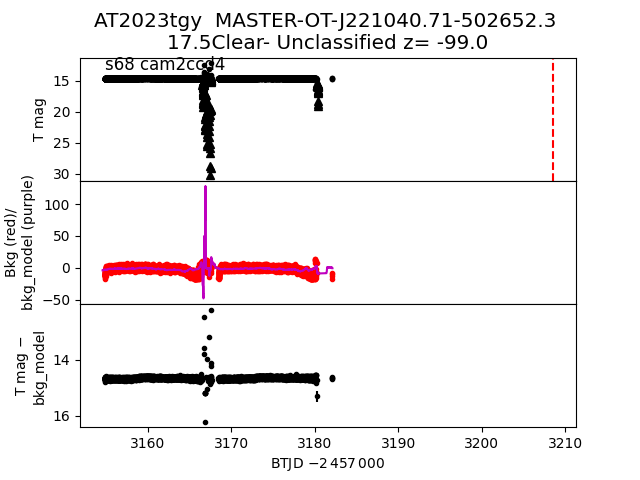 AT2023tgy  MASTER-OT-J221040.71-502652.3
17.5Clear- Unclassified z= -99.0
s68 cam2ccd4
T mag
15
20
25
30
Bkg (red)/
bkg_model (purple)
100
50
0
−50
T mag −
bkg_model
14
16
3160
3170
3180
3190
3200
3210
BTJD −2 457 000